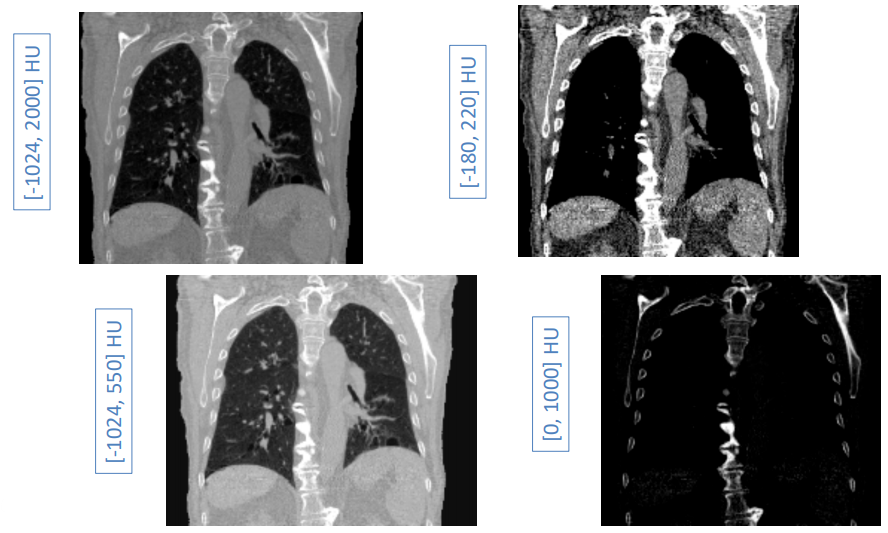 [-1024, 2000] HU
[-180, 220] HU
[-1024, 550] HU
[0, 1000] HU